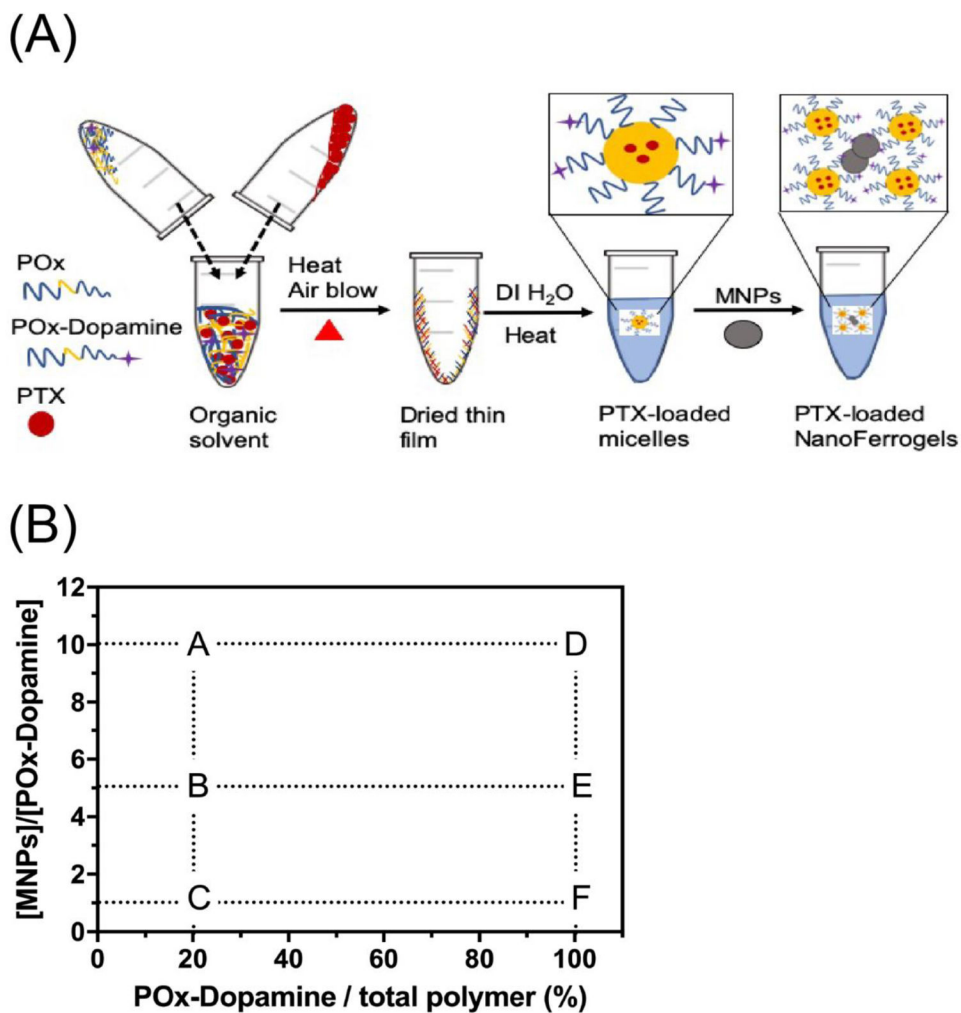 (A)
POx
POx-Dopamine
PTX
Organic
solvent
Heat
Air blow
Dried thin
film
DI H₂O
Heat
PTX-loaded
micelles
MNPs
PTX-loaded
NanoFerrogels
(B)
[MNPs]/[POx-Dopamine]
12
10
8
6
4
2
0
A
D
B
E
C
F
0 20 40 60 80 100
POx-Dopamine / total polymer (%)